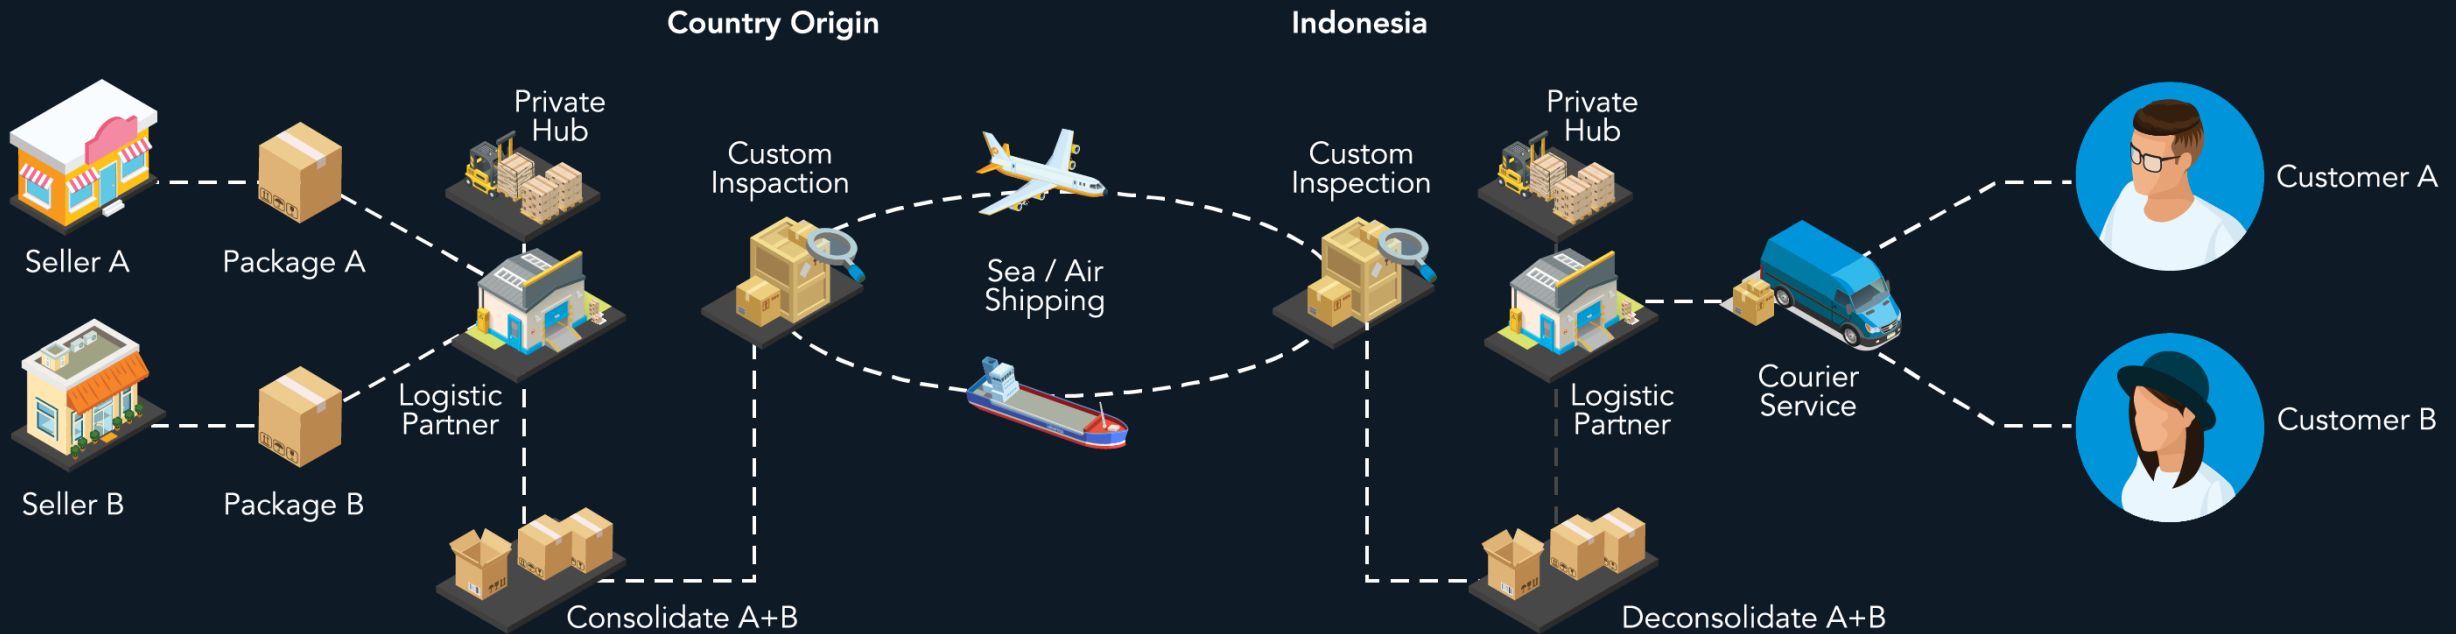 Country Origin
Indonesia
Private
Hub
Private
Hub
Custom
Inspaction
Custom
Inspection
Customer A
Seller A
Package A
Sea / Air
Shipping
Logistic
Partner
Logistic
Partner
Courier
Service
Customer B
Seller B
Package B
Consolidate A+B
Deconsolidate A+B